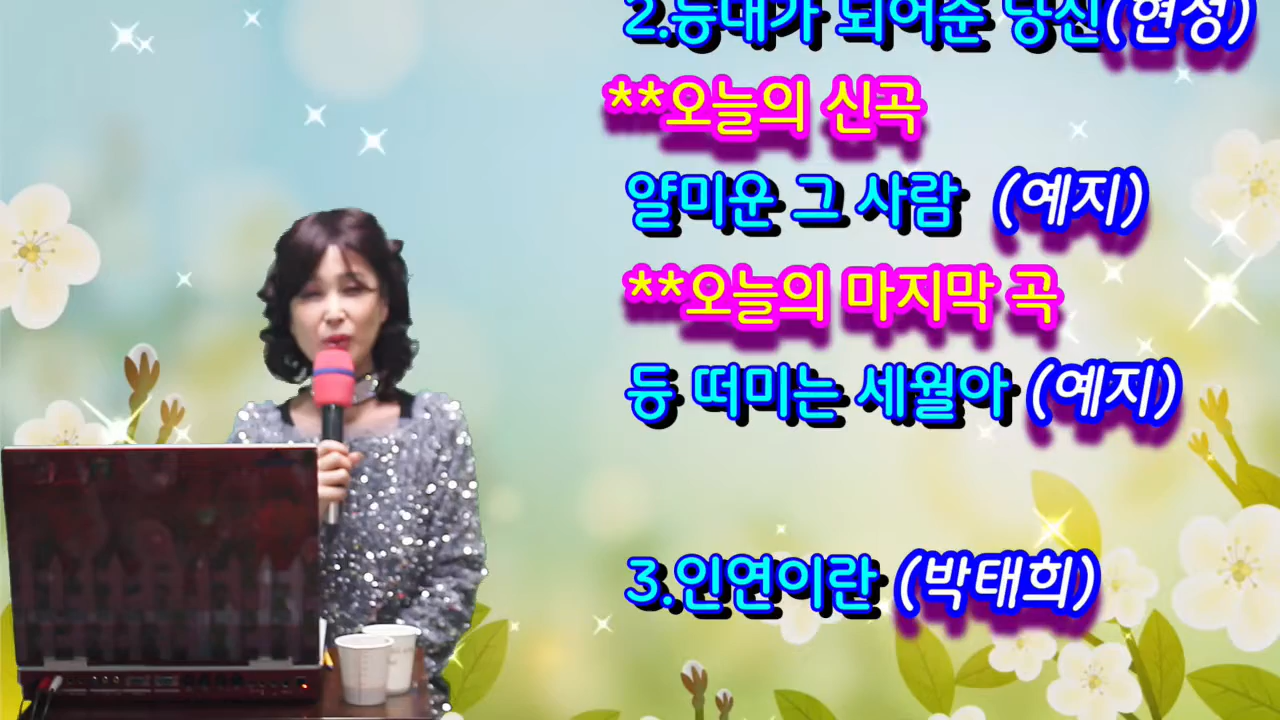 2.등대가 되어준 당신(현성)
**오늘의 신곡
얄미운 그 사람 (예지)
**오늘의 마지막 곡
등 떠미는 세월아 (예지)
3.인연이란 (박태희)